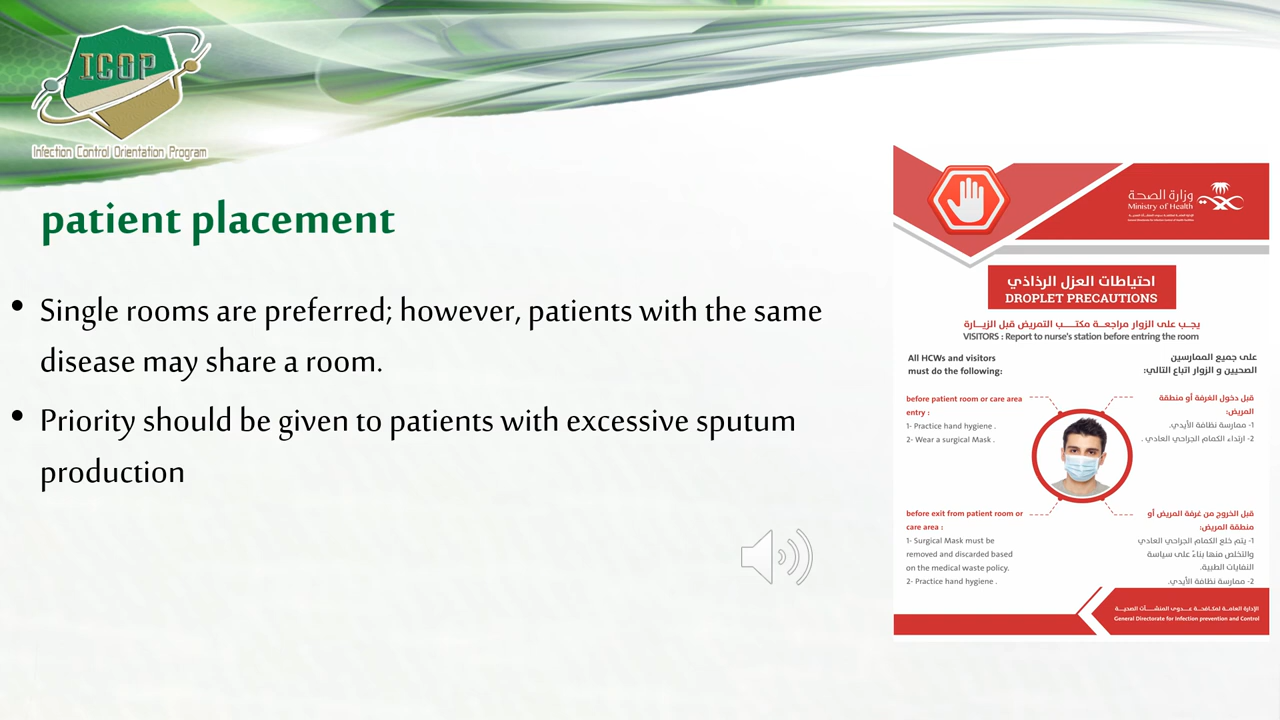 ICOP
Infection Control Orientation Program
patient placement
• Single rooms are preferred; however, patients with the same
disease may share a room.
• Priority should be given to patients with excessive sputum
production
وزارة الصحة
Ministry of Health
احتياطات العزل الرذاذي
DROPLET PRECAUTIONS
يجب على الزوار مراجعة مكتب التمريض قبل الزيارة
VISITORS : Report to nurse's station before entering the room
All HCWs and visitors
must do the following:
على جميع الممارسين
الصحيين و الزوار اتباع التالي:
before patient room or care area
entry :
1- Practice hand hygiene .
2- Wear a surgical Mask .
قبل دخول الغرفة أو منطقة
المريض:
1- ممارسة نظافة الأيدي.
2- ارتداء الكمام الجراحي العادي .
before exit from patient room or
care area :
1- Surgical Mask must be
removed and discarded based
on the medical waste policy.
2- Practice hand hygiene .
قبل الخروج من غرفة المريض أو
منطقة المريض:
1- يتم خلع الكمام الجراحي العادي
والتخلص منها بناءً على سياسة
النفايات الطبية.
2- ممارسة نظافة الأيدي.
الإدارة العامة لمكافحة عدوى المنشآت الصحية
General Directorate for Infection prevention and Control